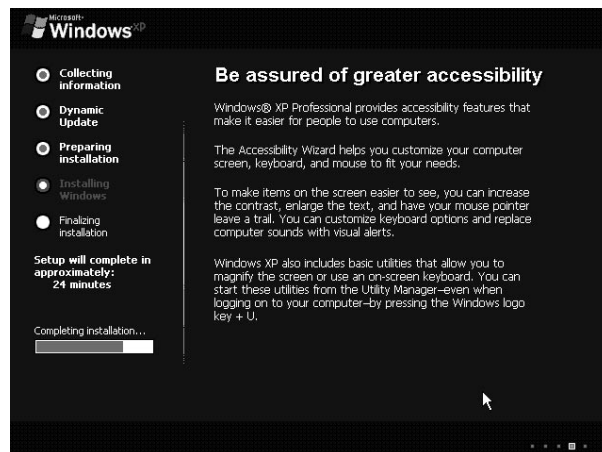 Microsoft®
Windows XP
Collecting
information
Dynamic
Update
Preparing
installation
Installing
Windows
Finalizing
installation
Setup will complete in
approximately:
24 minutes
Completing installation...
Be assured of greater accessibility
Windows® XP Professional provides accessibility features that
make it easier for people to use computers.
The Accessibility Wizard helps you customize your computer
screen, keyboard, and mouse to fit your needs.
To make items on the screen easier to see, you can increase
the contrast, enlarge the text, and have your mouse pointer
leave a trail. You can customize keyboard options and replace
computer sounds with visual alerts.
Windows XP also includes basic utilities that allow you to
magnify the screen or use an on-screen keyboard. You can
start these utilities from the Utility Manager–even when
logging on to your computer–by pressing the Windows logo
key + U.